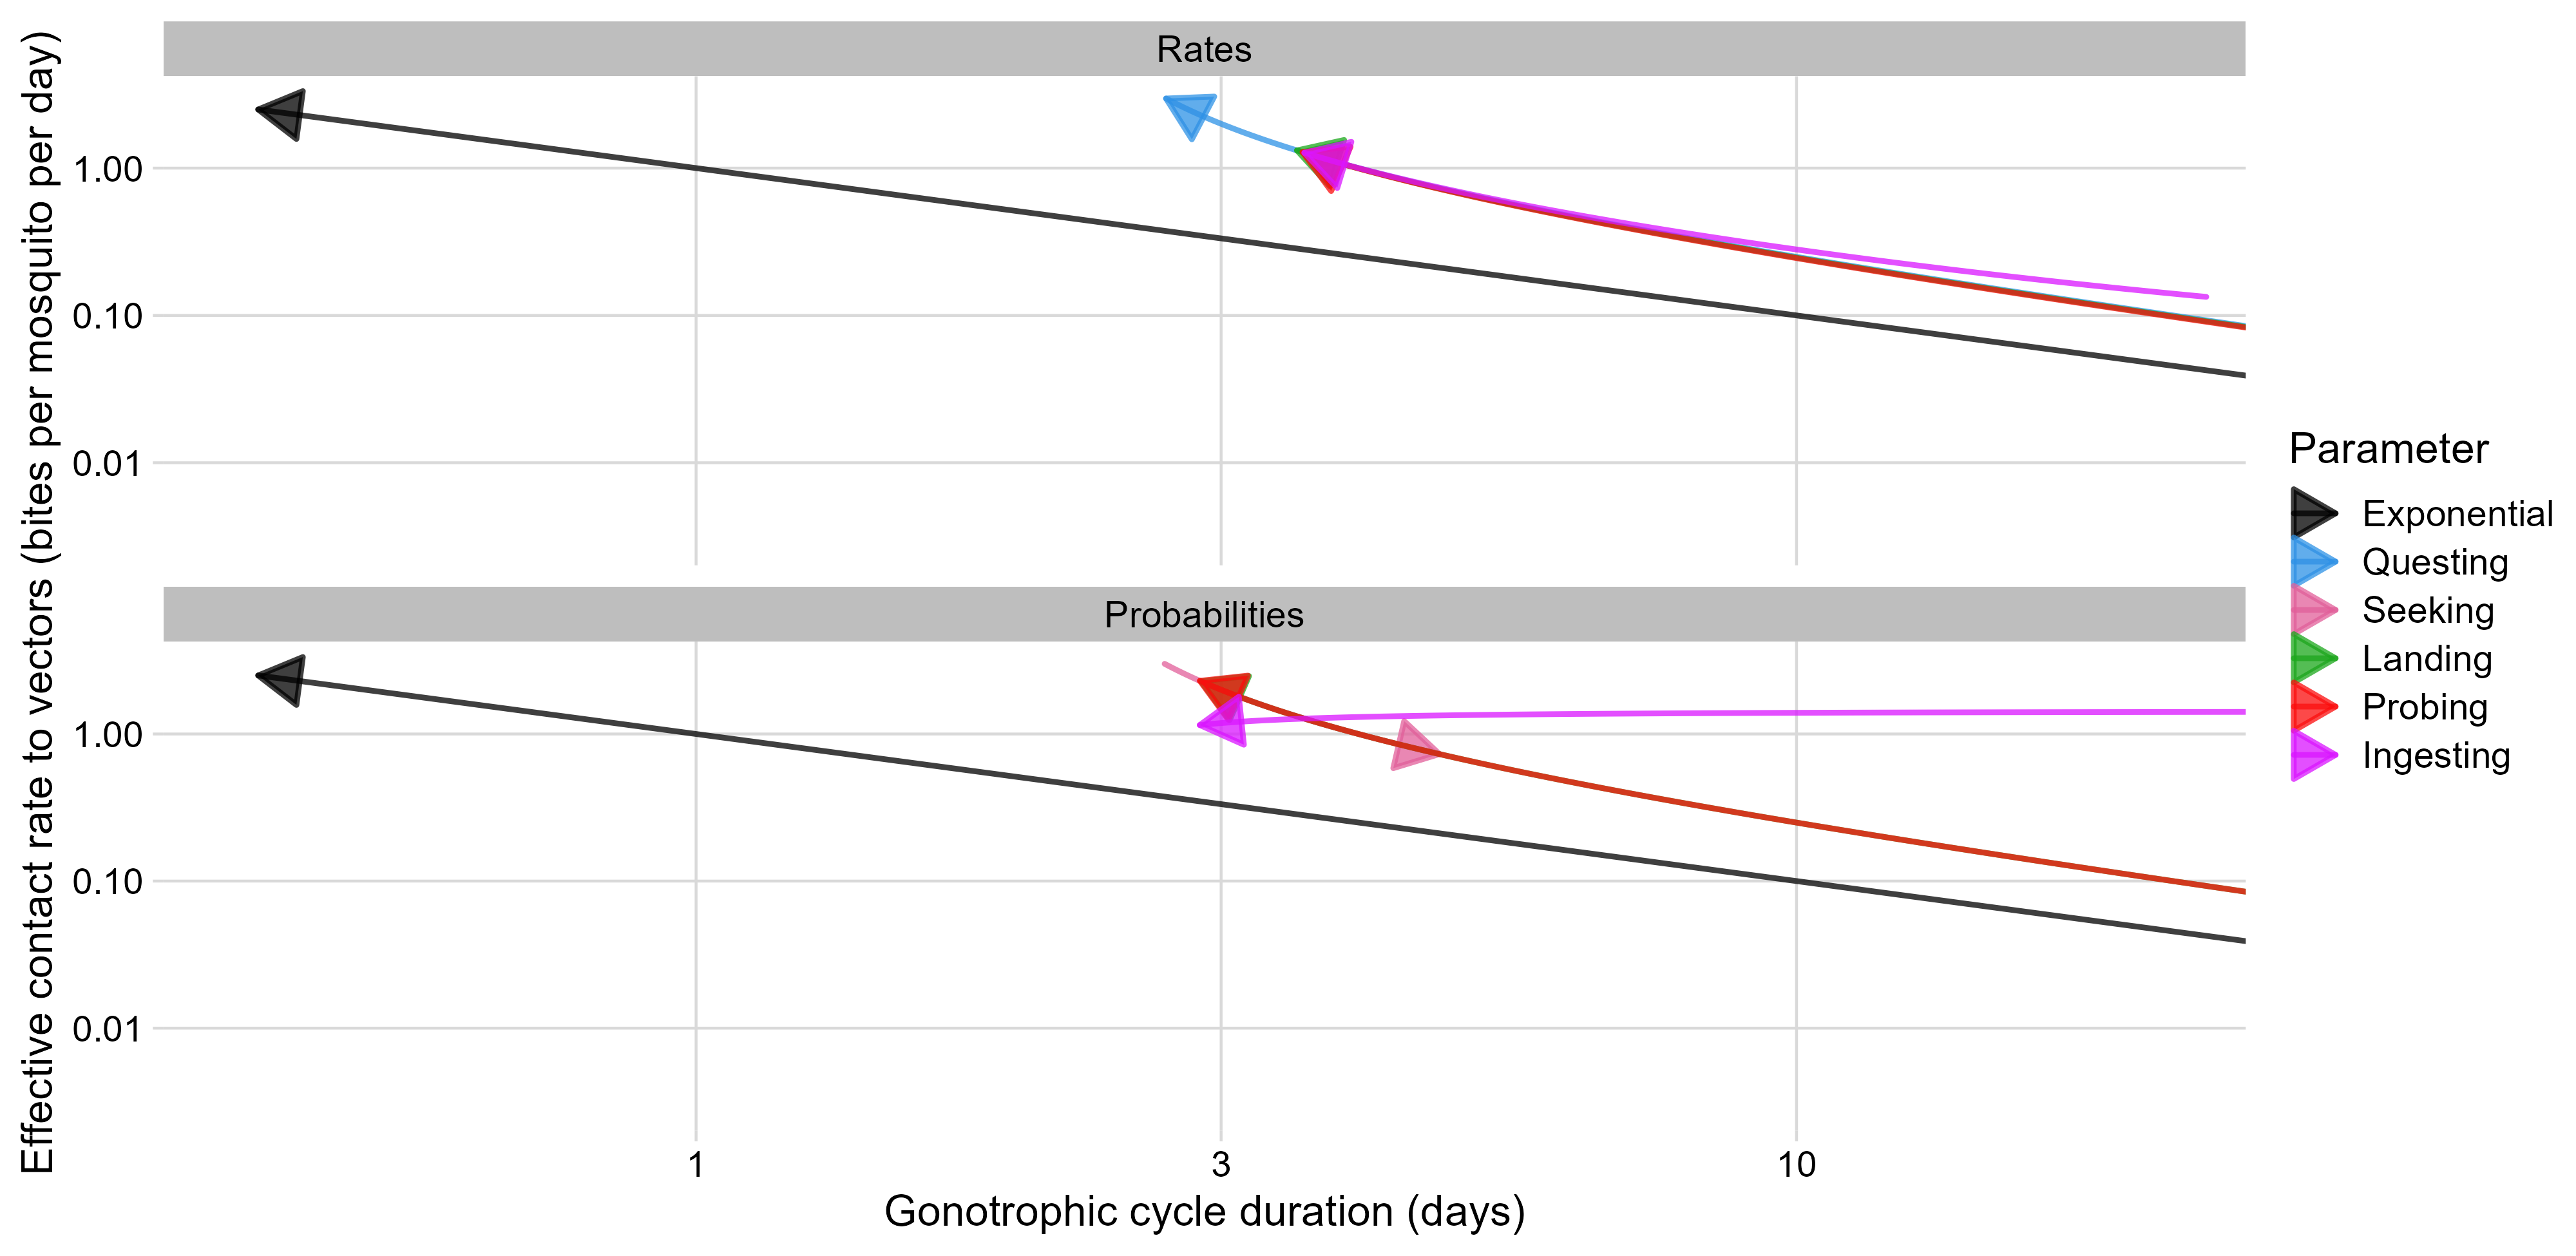 Effective contact rate to vectors (bites per mosquito per day)
Rates
1.00
0.10
0.01
Probabilities
1.00
0.10
0.01
1 3 10
Gonotrophic cycle duration (days)
Parameter
Exponential
Questing
Seeking
Landing
Probing
Ingesting